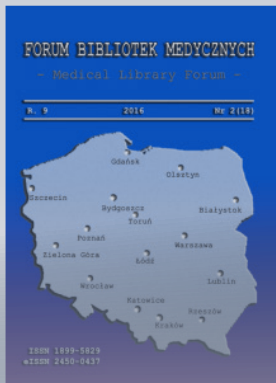 FORUM BIBLIOTEK MEDYCZNYCH
- Medical Library Forum -
R. 9 2016 Nr 2(18)
Gdańsk
Olsztyn
Szczecin
Bydgoszcz
Białystok
Toruń
Poznań
Warszawa
Zielona Góra
Łódź
Lublin
Wrocław
Katowice
Rzeszów
Kraków
ISSN 1899-5829
eISSN 2450-0437